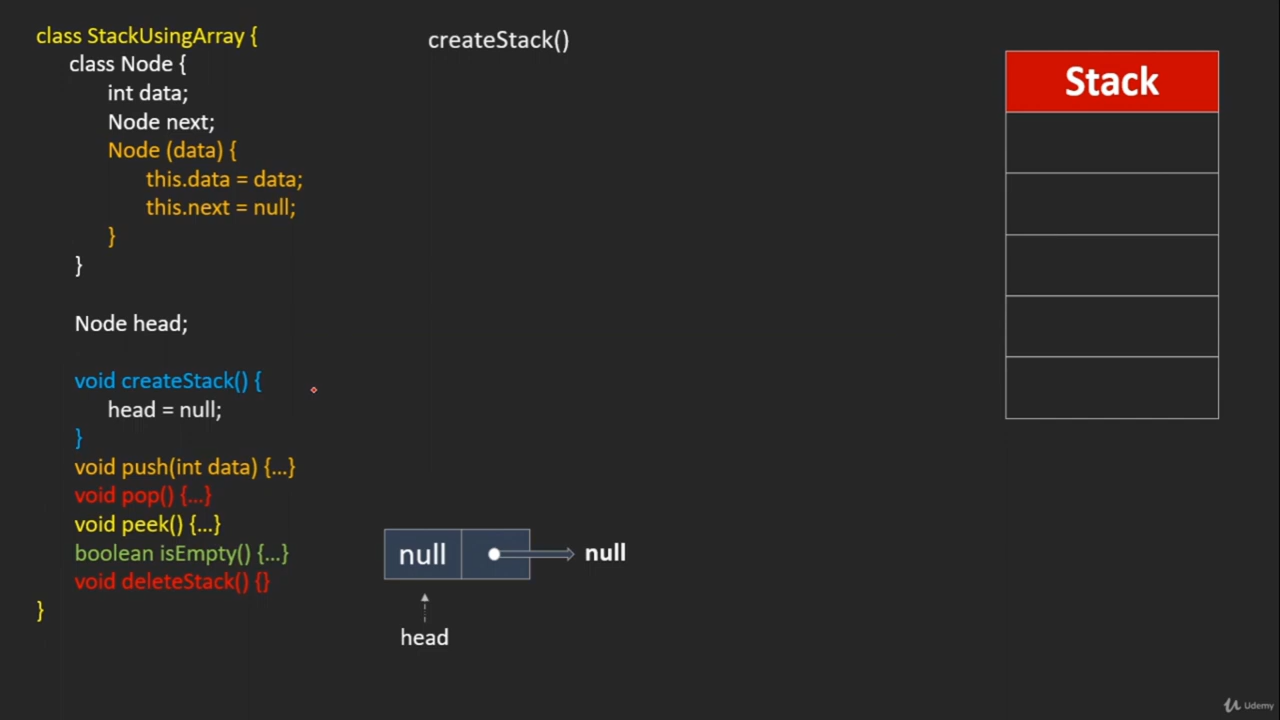 class StackUsingArray {
class Node {
int data;
Node next;
Node (data) {
this.data = data;
this.next = null;
}
}
Node head;
void createStack() {
head = null;
}
void push(int data) {...}
void pop() {...}
void peek() {...}
boolean isEmpty() {...}
void deleteStack() {}
}
createStack()
null
null
head
Stack
Udemy